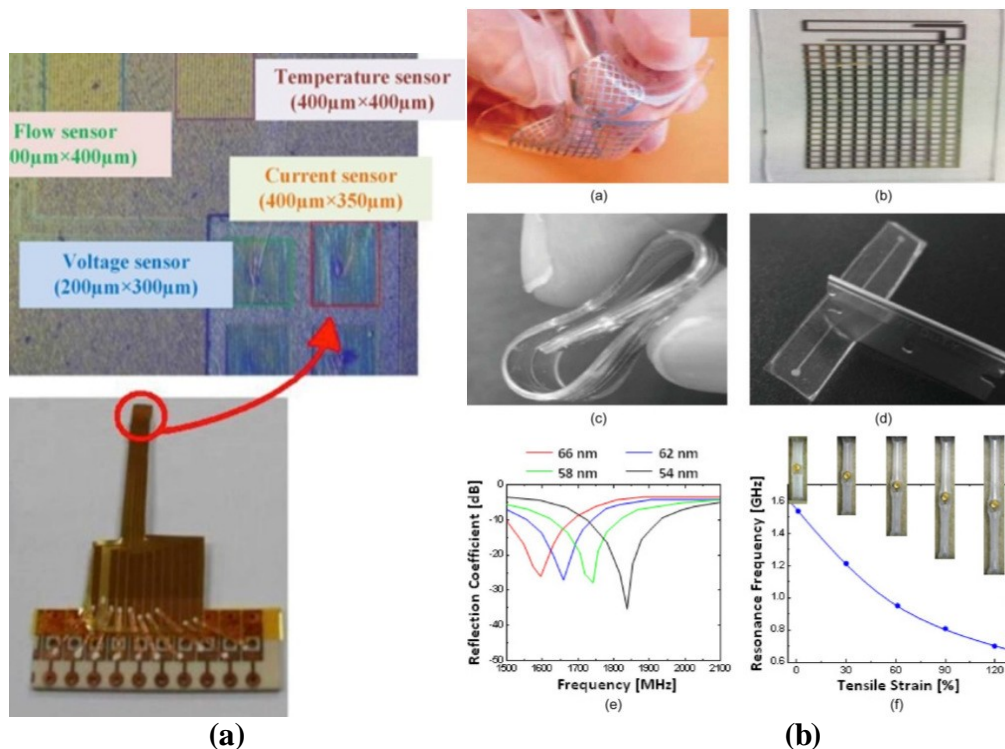 Temperature sensor
(400μm×400μm)
Flow sensor
00μm×400μm)
Current sensor
(400μm×350μm)
Voltage sensor
(200μm×300μm)
(a)
(a)
(b)
(c)
(d)
66 nm
62 nm
58 nm
54 nm
Reflection Coefficient [dB]
0
-10
-20
-30
-40
-50
1500
1600
1700
1800
1900
2000
2100
Frequency [MHz]
(e)
Resonance Frequency [GHz]
1.6
1.4
1.2
1.0
0.8
0.6
0
30
60
90
120
Tensile Strain [%]
(f)
(b)